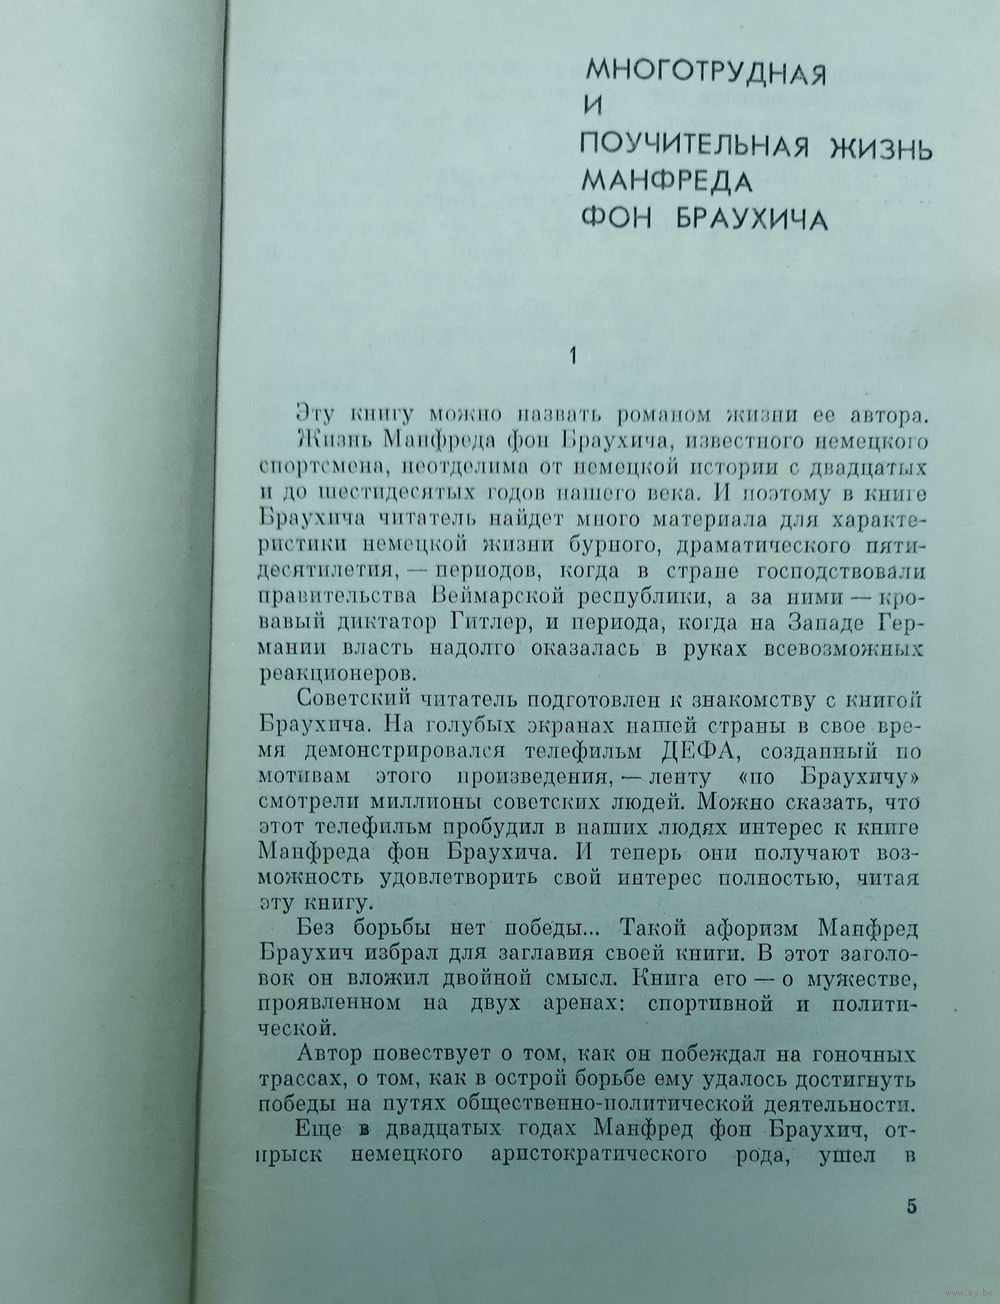 МНОГОТРУДНАЯ
И
ПОУЧИТЕЛЬНАЯ ЖИЗНЬ
МАНФРЕДА
ФОН БРАУХИЧА
1
Эту книгу можно назвать романом жизни ее автора.
Жизнь Манфреда фон Браухича, известного немецкого
спортсмена, неотделима от немецкой истории с двадцатых
и до шестидесятых годов нашего века. И поэтому в книге
Браухича читатель найдет много материала для характе-
ристики немецкой жизни бурного, драматического пяти-
десятилетия, — периодов, когда в стране господствовали
правительства Веймарской республики, а за ними — кро-
вавый диктатор Гитлер, и периода, когда на Западе Гер-
мании власть надолго оказалась в руках всевозможных
реакционеров.
Советский читатель подготовлен к знакомству с книгой
Браухича. На голубых экранах нашей страны в свое вре-
мя демонстрировался телефильм ДЕФА, созданный по
мотивам этого произведения, — ленту «по Браухичу»
смотрели миллионы советских людей. Можно сказать, что
этот телефильм пробудил в наших людях интерес к книге
Манфреда фон Браухича. И теперь они получают воз-
можность удовлетворить свой интерес полностью, читая
эту книгу.
Без борьбы нет победы... Такой афоризм Манфред
Браухич избрал для заглавия своей книги. В этот заголо-
вок он вложил двойной смысл. Книга его — о мужестве,
проявленном на двух аренах: спортивной и полити-
ческой.
Автор повествует о том, как он побеждал на гоночных
трассах, о том, как в острой борьбе ему удалось достигнуть
победы на путях общественно-политической деятельности.
Еще в двадцатых годах Манфред фон Браухич, от-
прыск немецкого аристократического рода, ушел в
5
www.ay.by